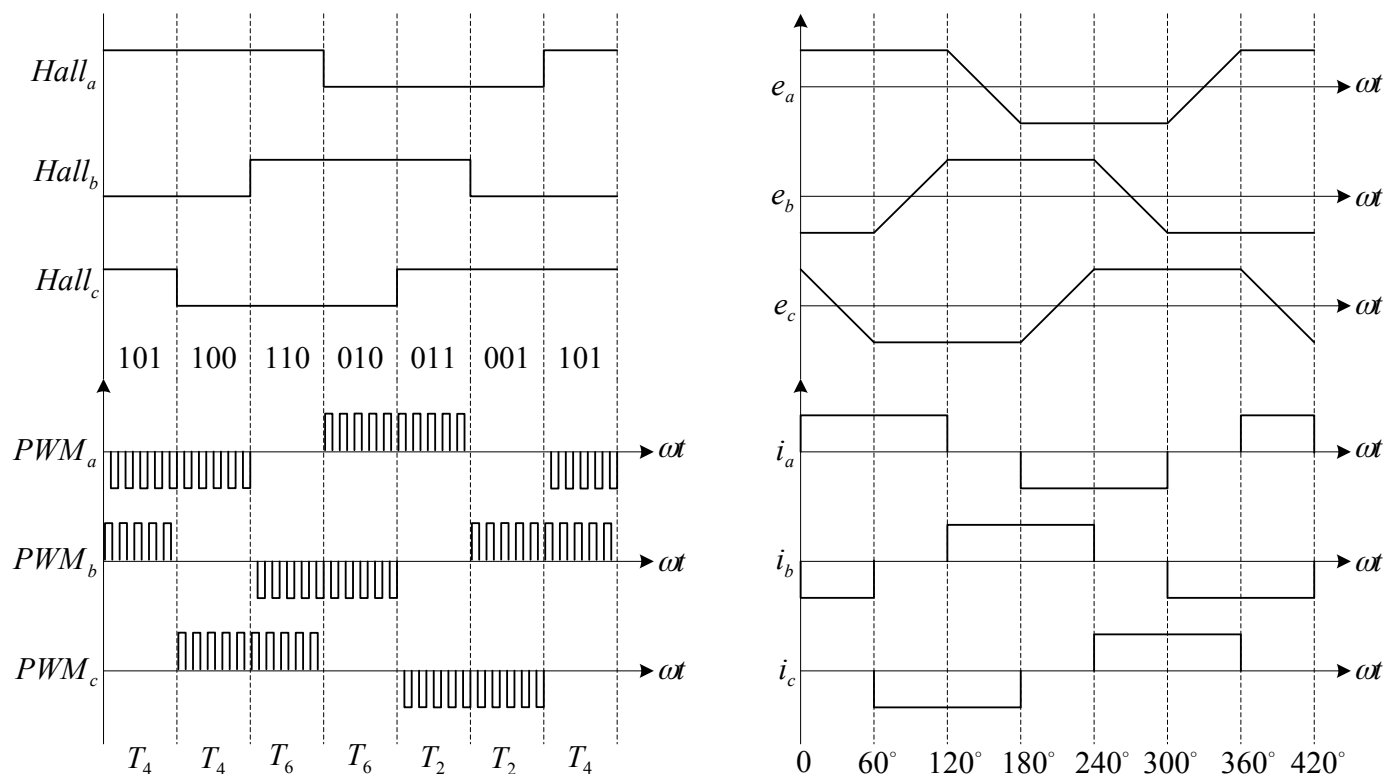 Hall_a
Hall_b
Hall_c
101 100 110 010 011 001 101
PWM_a ωt
PWM_b ωt
PWM_c ωt
T_4 T_4 T_6 T_6 T_2 T_2 T_4
e_a ωt
e_b ωt
e_c ωt
i_a ωt
i_b ωt
i_c ωt
0 60° 120° 180° 240° 300° 360° 420°